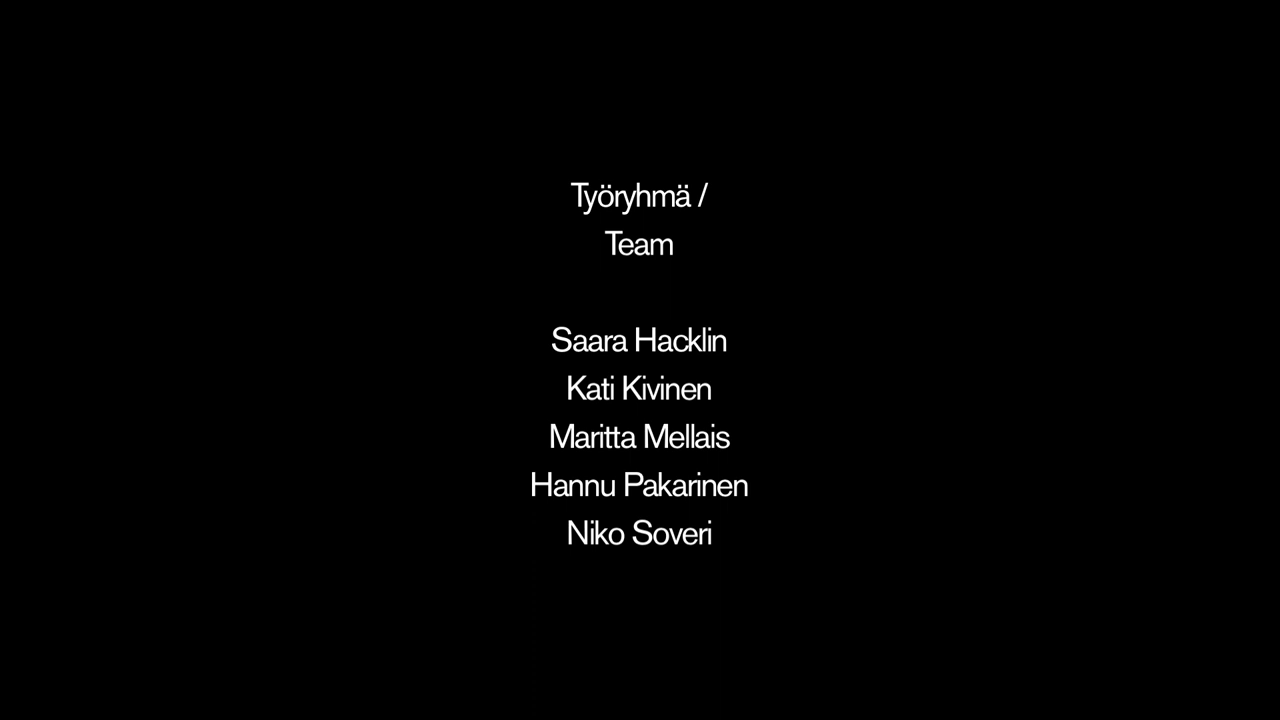 Työryhmä /
Team
Saara Hacklin
Kati Kivinen
Maritta Mellais
Hannu Pakarinen
Niko Soveri